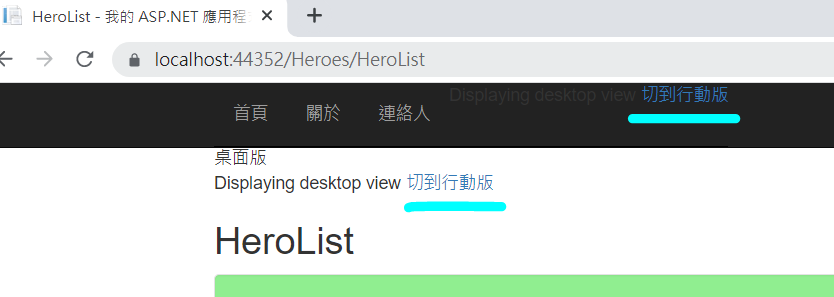 HeroList - 我的 ASP.NET 應用程
localhost:44352/Heroes/HeroList
Displaying desktop view 切到行動版
首頁 關於 連絡人
桌面版
Displaying desktop view 切到行動版
HeroList